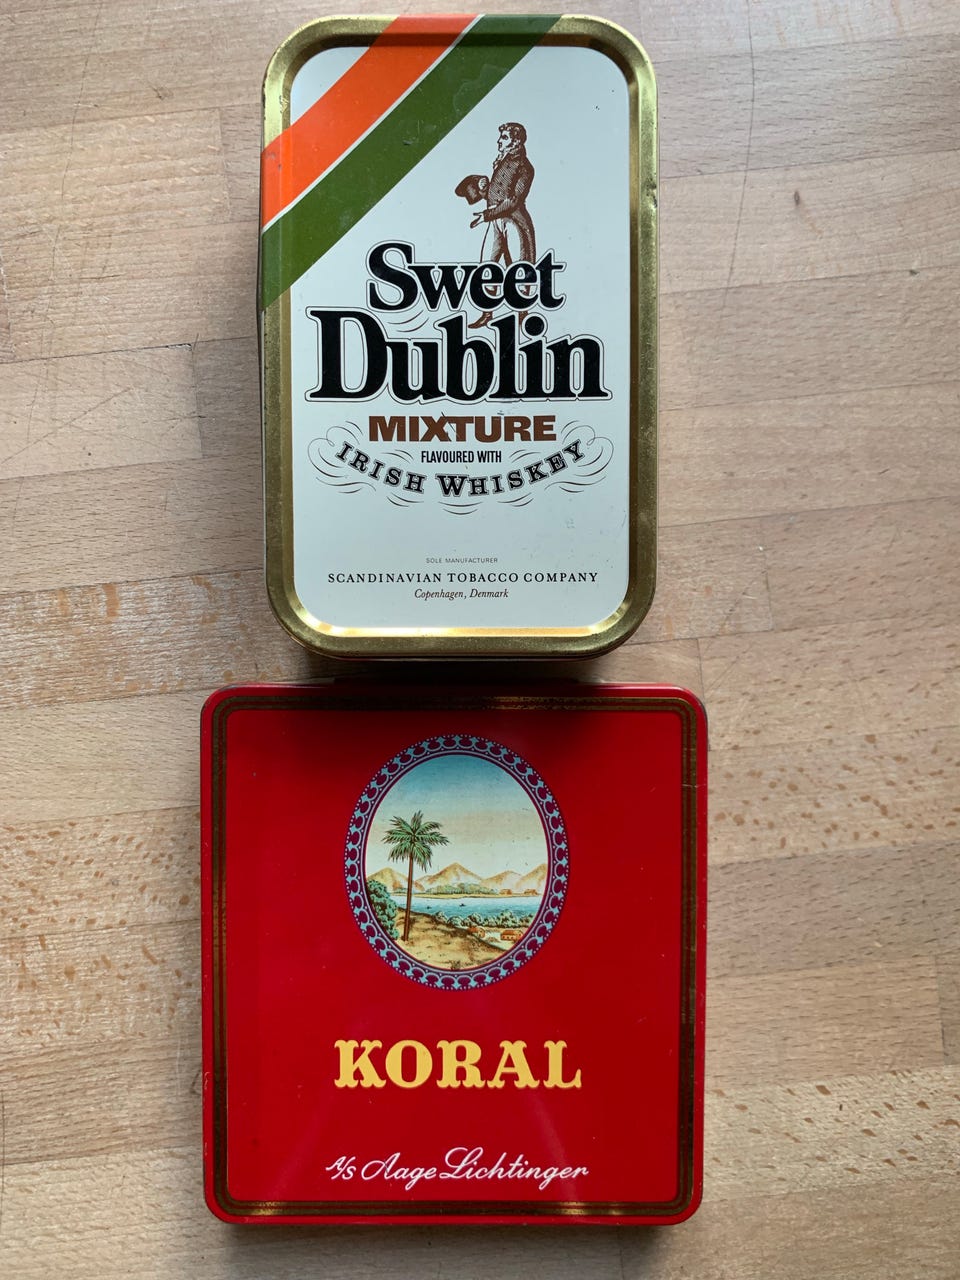 Sweet
Dublin
MIXTURE
FLAVOURED WITH
IRISH WHISKEY
SOLE MANUFACTURER
SCANDINAVIAN TOBACCO COMPANY
Copenhagen, Denmark
KORAL
A/S Aage Lichtinger